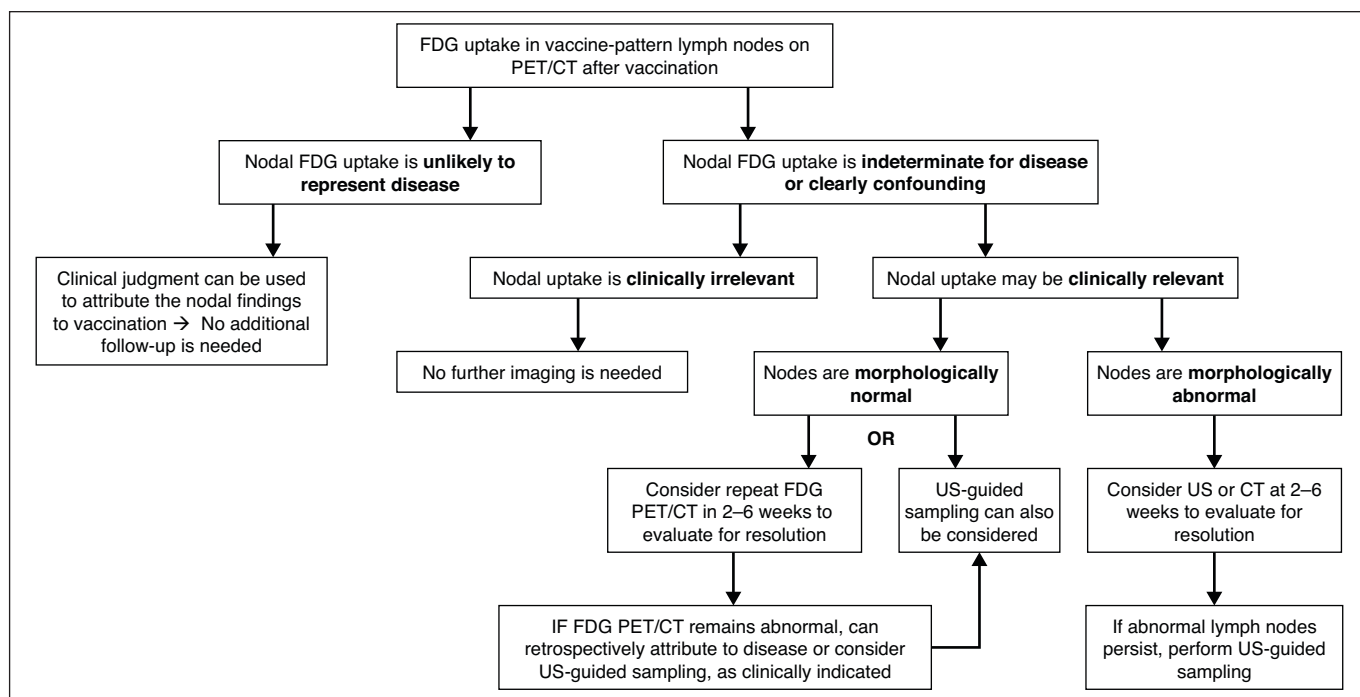 FDG uptake in vaccine-pattern lymph nodes on
PET/CT after vaccination
Nodal FDG uptake is unlikely to
represent disease
Nodal FDG uptake is indeterminate for disease
or clearly confounding
Clinical judgment can be used
to attribute the nodal findings
to vaccination → No additional
follow-up is needed
Nodal uptake is clinically irrelevant
Nodal uptake may be clinically relevant
No further imaging is needed
Nodes are morphologically
normal
Nodes are morphologically
abnormal
OR
Consider repeat FDG
PET/CT in 2–6 weeks to
evaluate for resolution
US-guided
sampling can also
be considered
Consider US or CT at 2–6
weeks to evaluate for
resolution
IF FDG PET/CT remains abnormal, can
retrospectively attribute to disease or consider
US-guided sampling, as clinically indicated
If abnormal lymph nodes
persist, perform US-guided
sampling